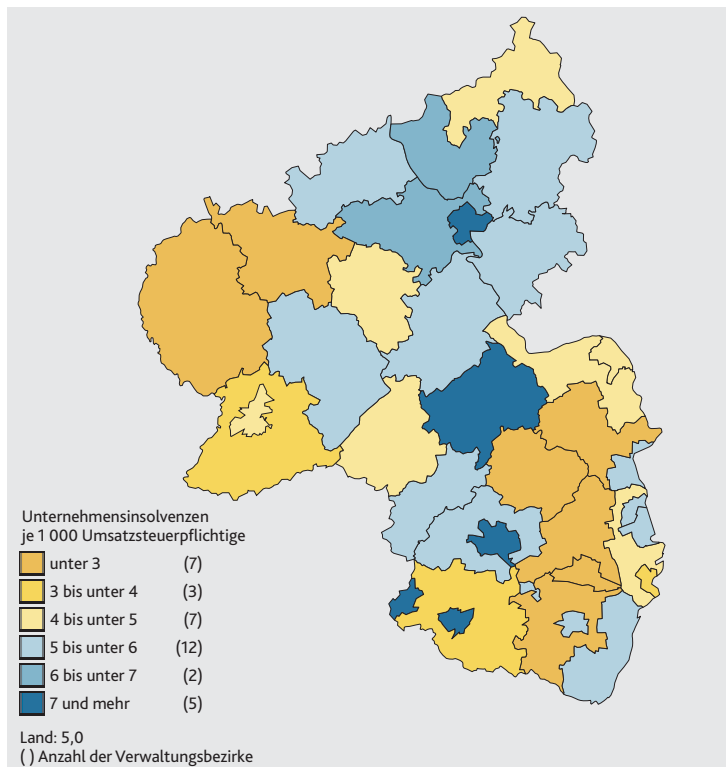 Unternehmensinsolvenzen
je 1 000 Umsatzsteuerpflichtige
unter 3 (7)
3 bis unter 4 (3)
4 bis unter 5 (7)
5 bis unter 6 (12)
6 bis unter 7 (2)
7 und mehr (5)
Land: 5,0
( ) Anzahl der Verwaltungsbezirke